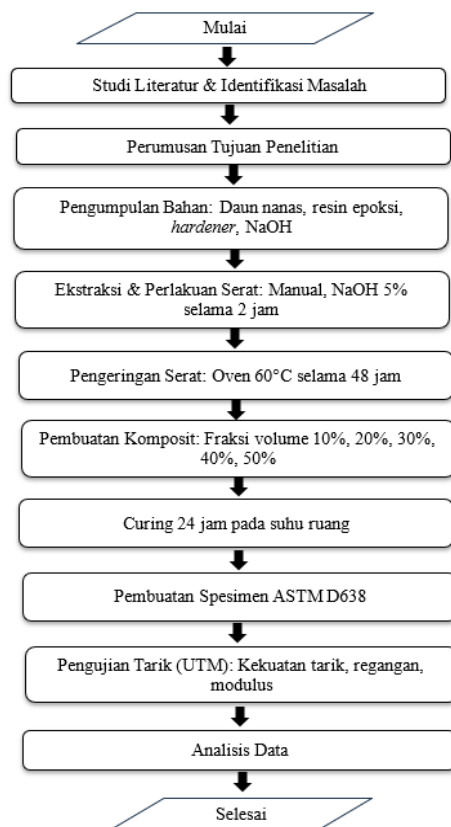 Mulai
Studi Literatur & Identifikasi Masalah
Perumusan Tujuan Penelitian
Pengumpulan Bahan: Daun nanas, resin epoksi,
hardener, NaOH
Ekstraksi & Perlakuan Serat: Manual, NaOH 5%
selama 2 jam
Pengeringan Serat: Oven 60°C selama 48 jam
Pembuatan Komposit: Fraksi volume 10%, 20%, 30%,
40%, 50%
Curing 24 jam pada suhu ruang
Pembuatan Spesimen ASTM D638
Pengujian Tarik (UTM): Kekuatan tarik, regangan,
modulus
Analisis Data
Selesai